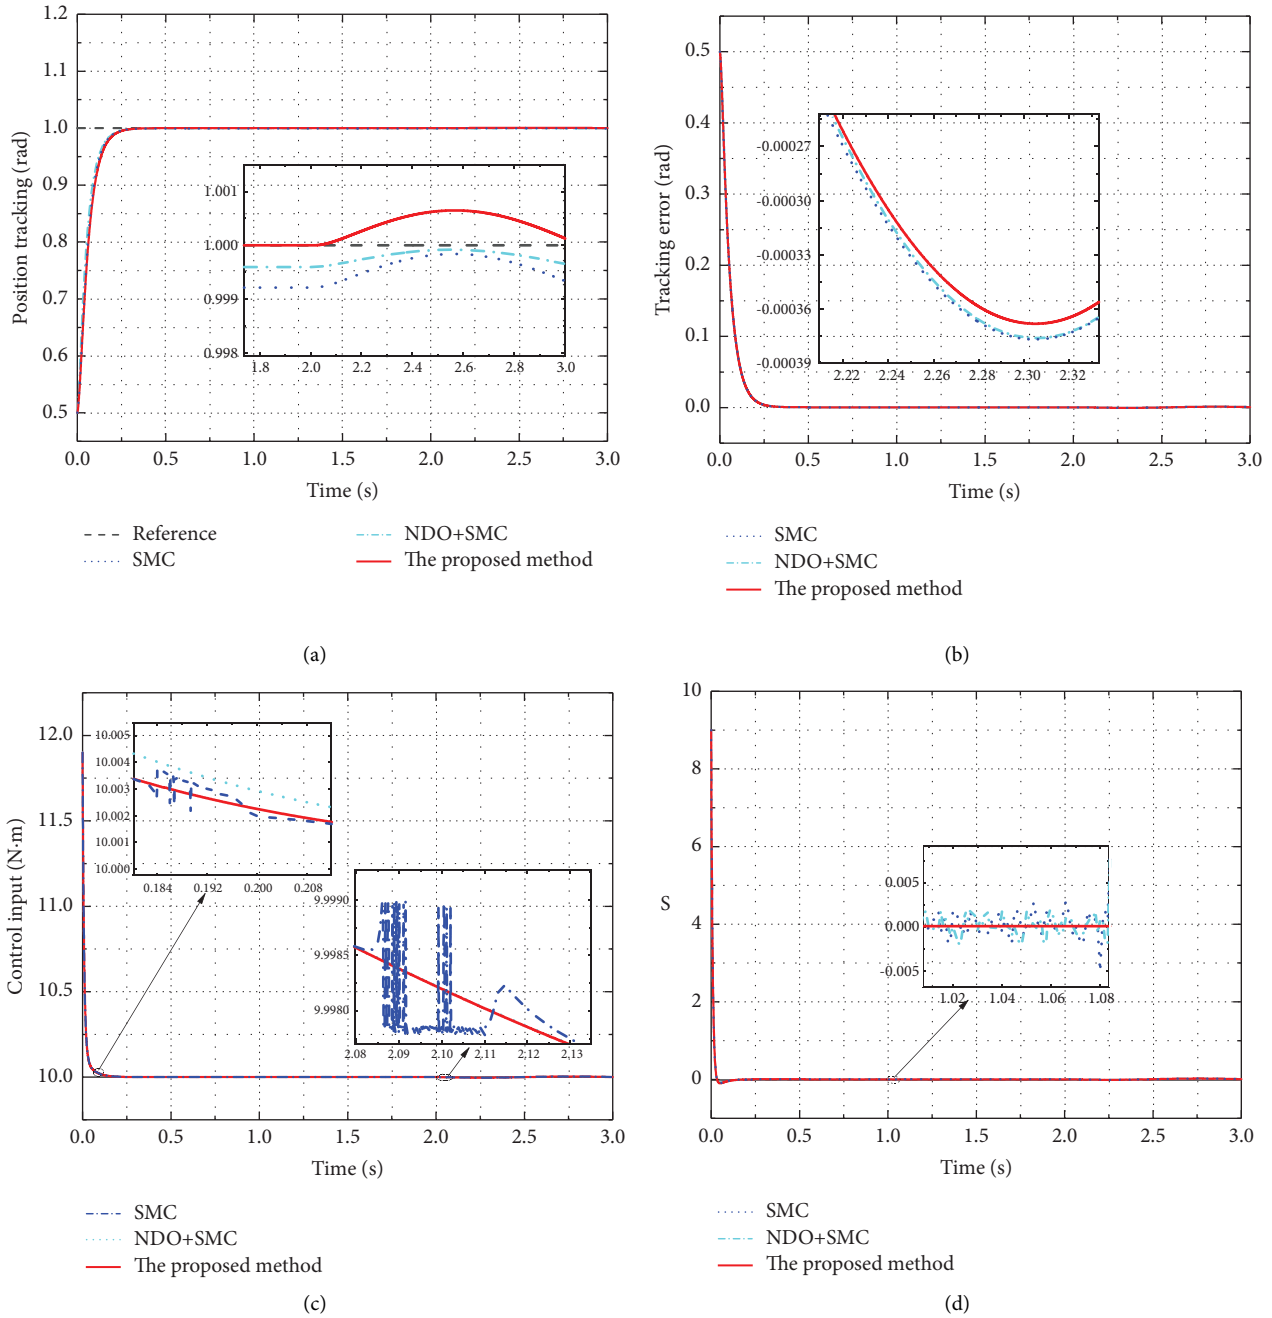 1.2
1.1
1.0
0.9
0.8
0.7
0.6
0.5
Position tracking (rad)
1.001
1.000
0.999
0.998
1.8 2.0 2.2 2.4 2.6 2.8 3.0
0.0 0.5 1.0 1.5 2.0 2.5 3.0
Time (s)
Reference
SMC
NDO+SMC
The proposed method
(a)
0.5
0.4
0.3
0.2
0.1
0.0
Tracking error (rad)
-0.00027
-0.00030
-0.00033
-0.00036
-0.00039
2.22 2.24 2.26 2.28 2.30 2.32
0.0 0.5 1.0 1.5 2.0 2.5 3.0
Time (s)
SMC
NDO+SMC
The proposed method
(b)
12.0
11.5
11.0
10.5
10.0
Control input (N·m)
10.005
10.004
10.003
10.002
10.001
10.000
0.184 0.192 0.200 0.208
9.9990
9.9985
9.9980
2.08 2.09 2.10 2.11 2.12 2.13
0.0 0.5 1.0 1.5 2.0 2.5 3.0
Time (s)
SMC
NDO+SMC
The proposed method
(c)
10
8
6
4
2
0
S
0.005
0.000
-0.005
1.02 1.04 1.06 1.08
0.0 0.5 1.0 1.5 2.0 2.5 3.0
Time (s)
SMC
NDO+SMC
The proposed method
(d)